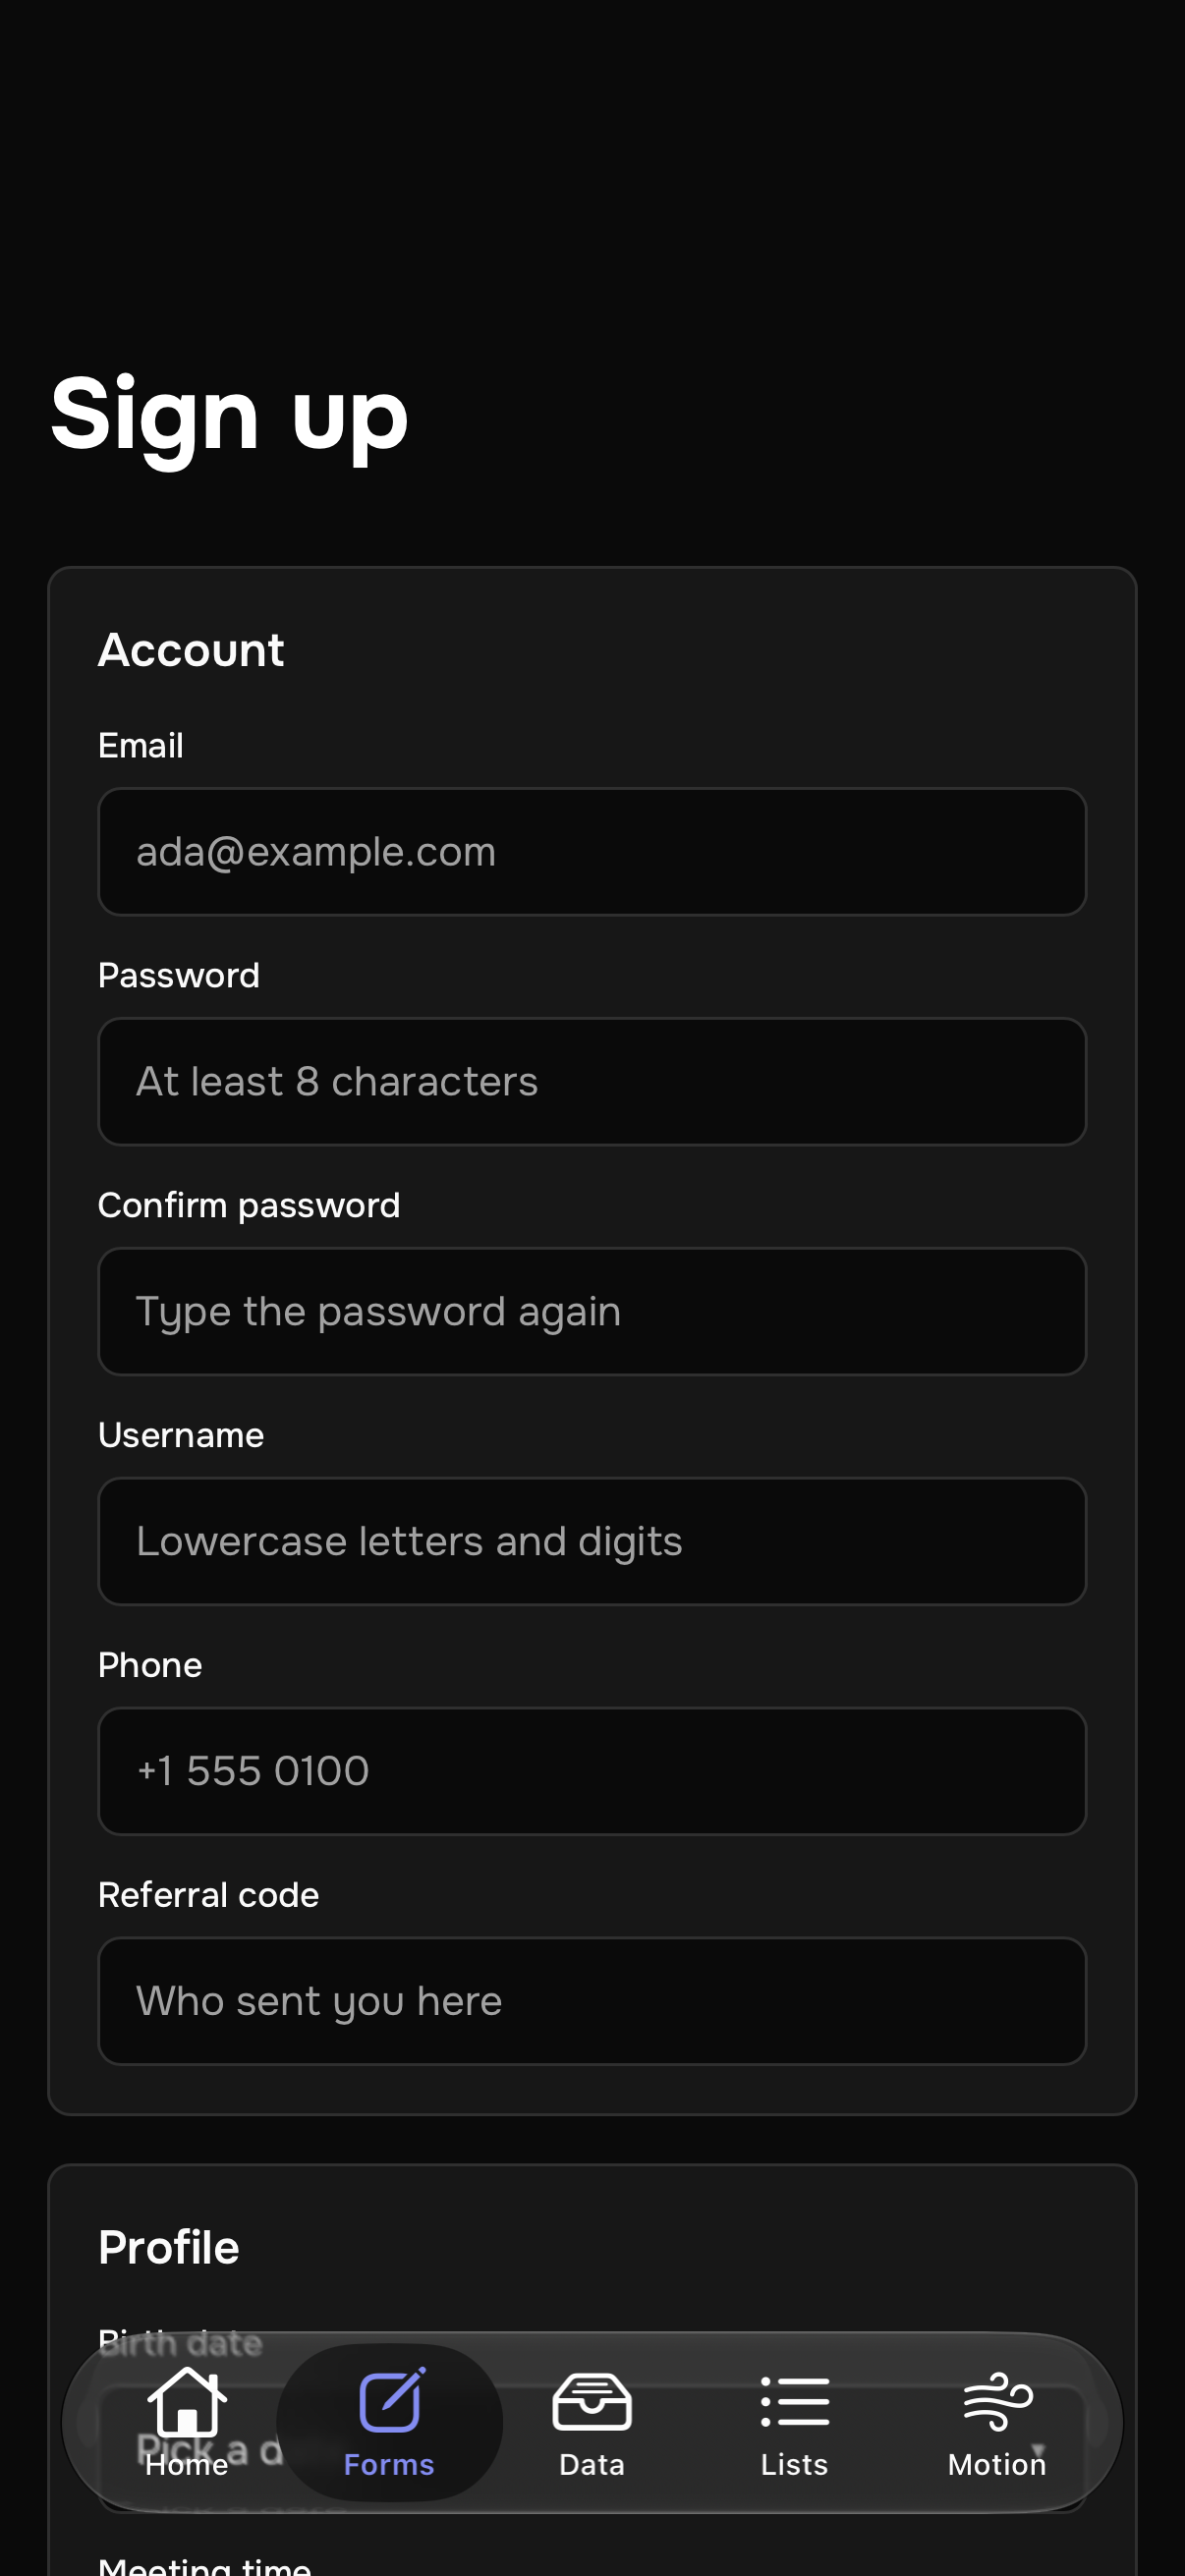 Sign up
Account
Email
ada@example.com
Password
At least 8 characters
Confirm password
Type the password again
Username
Lowercase letters and digits
Phone
+1 555 0100
Referral code
Who sent you here
Profile
Birth date
Pick a d
Home
Forms
Data
Lists
Motion
Meeting time